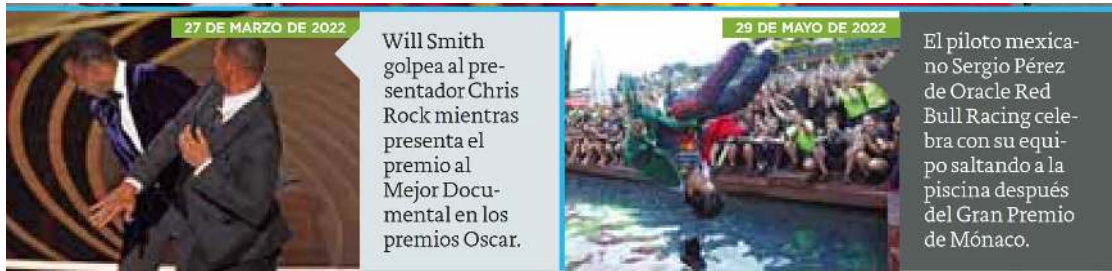 27 DE MARZO DE 2022
Will Smith
golpea al pre-
sentador Chris
Rock mientras
presenta el
premio al
Mejor Docu-
mental en los
premios Oscar.
29 DE MAYO DE 2022
El piloto mexica-
no Sergio Pérez
de Oracle Red
Bull Racing cele-
bra con su equi-
po saltando a la
piscina después
del Gran Premio
de Mónaco.